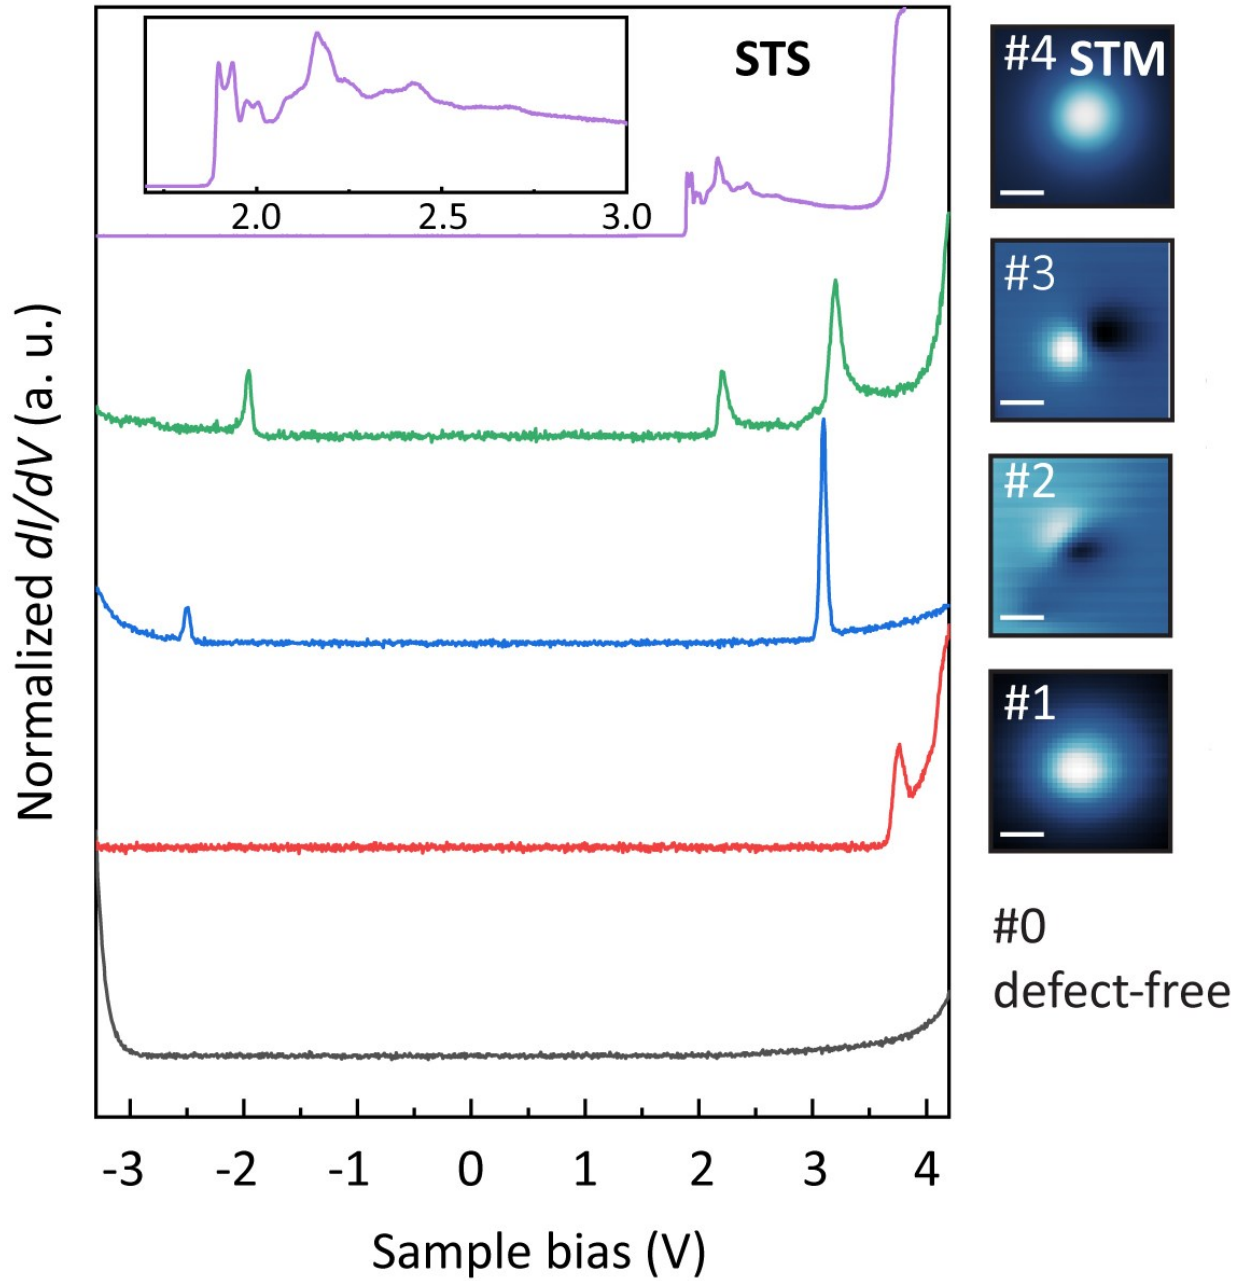 STS
2.0 2.5 3.0
Normalized dI/dV (a. u.)
-3 -2 -1 0 1 2 3 4
Sample bias (V)
#4 STM
#3
#2
#1
#0
defect-free